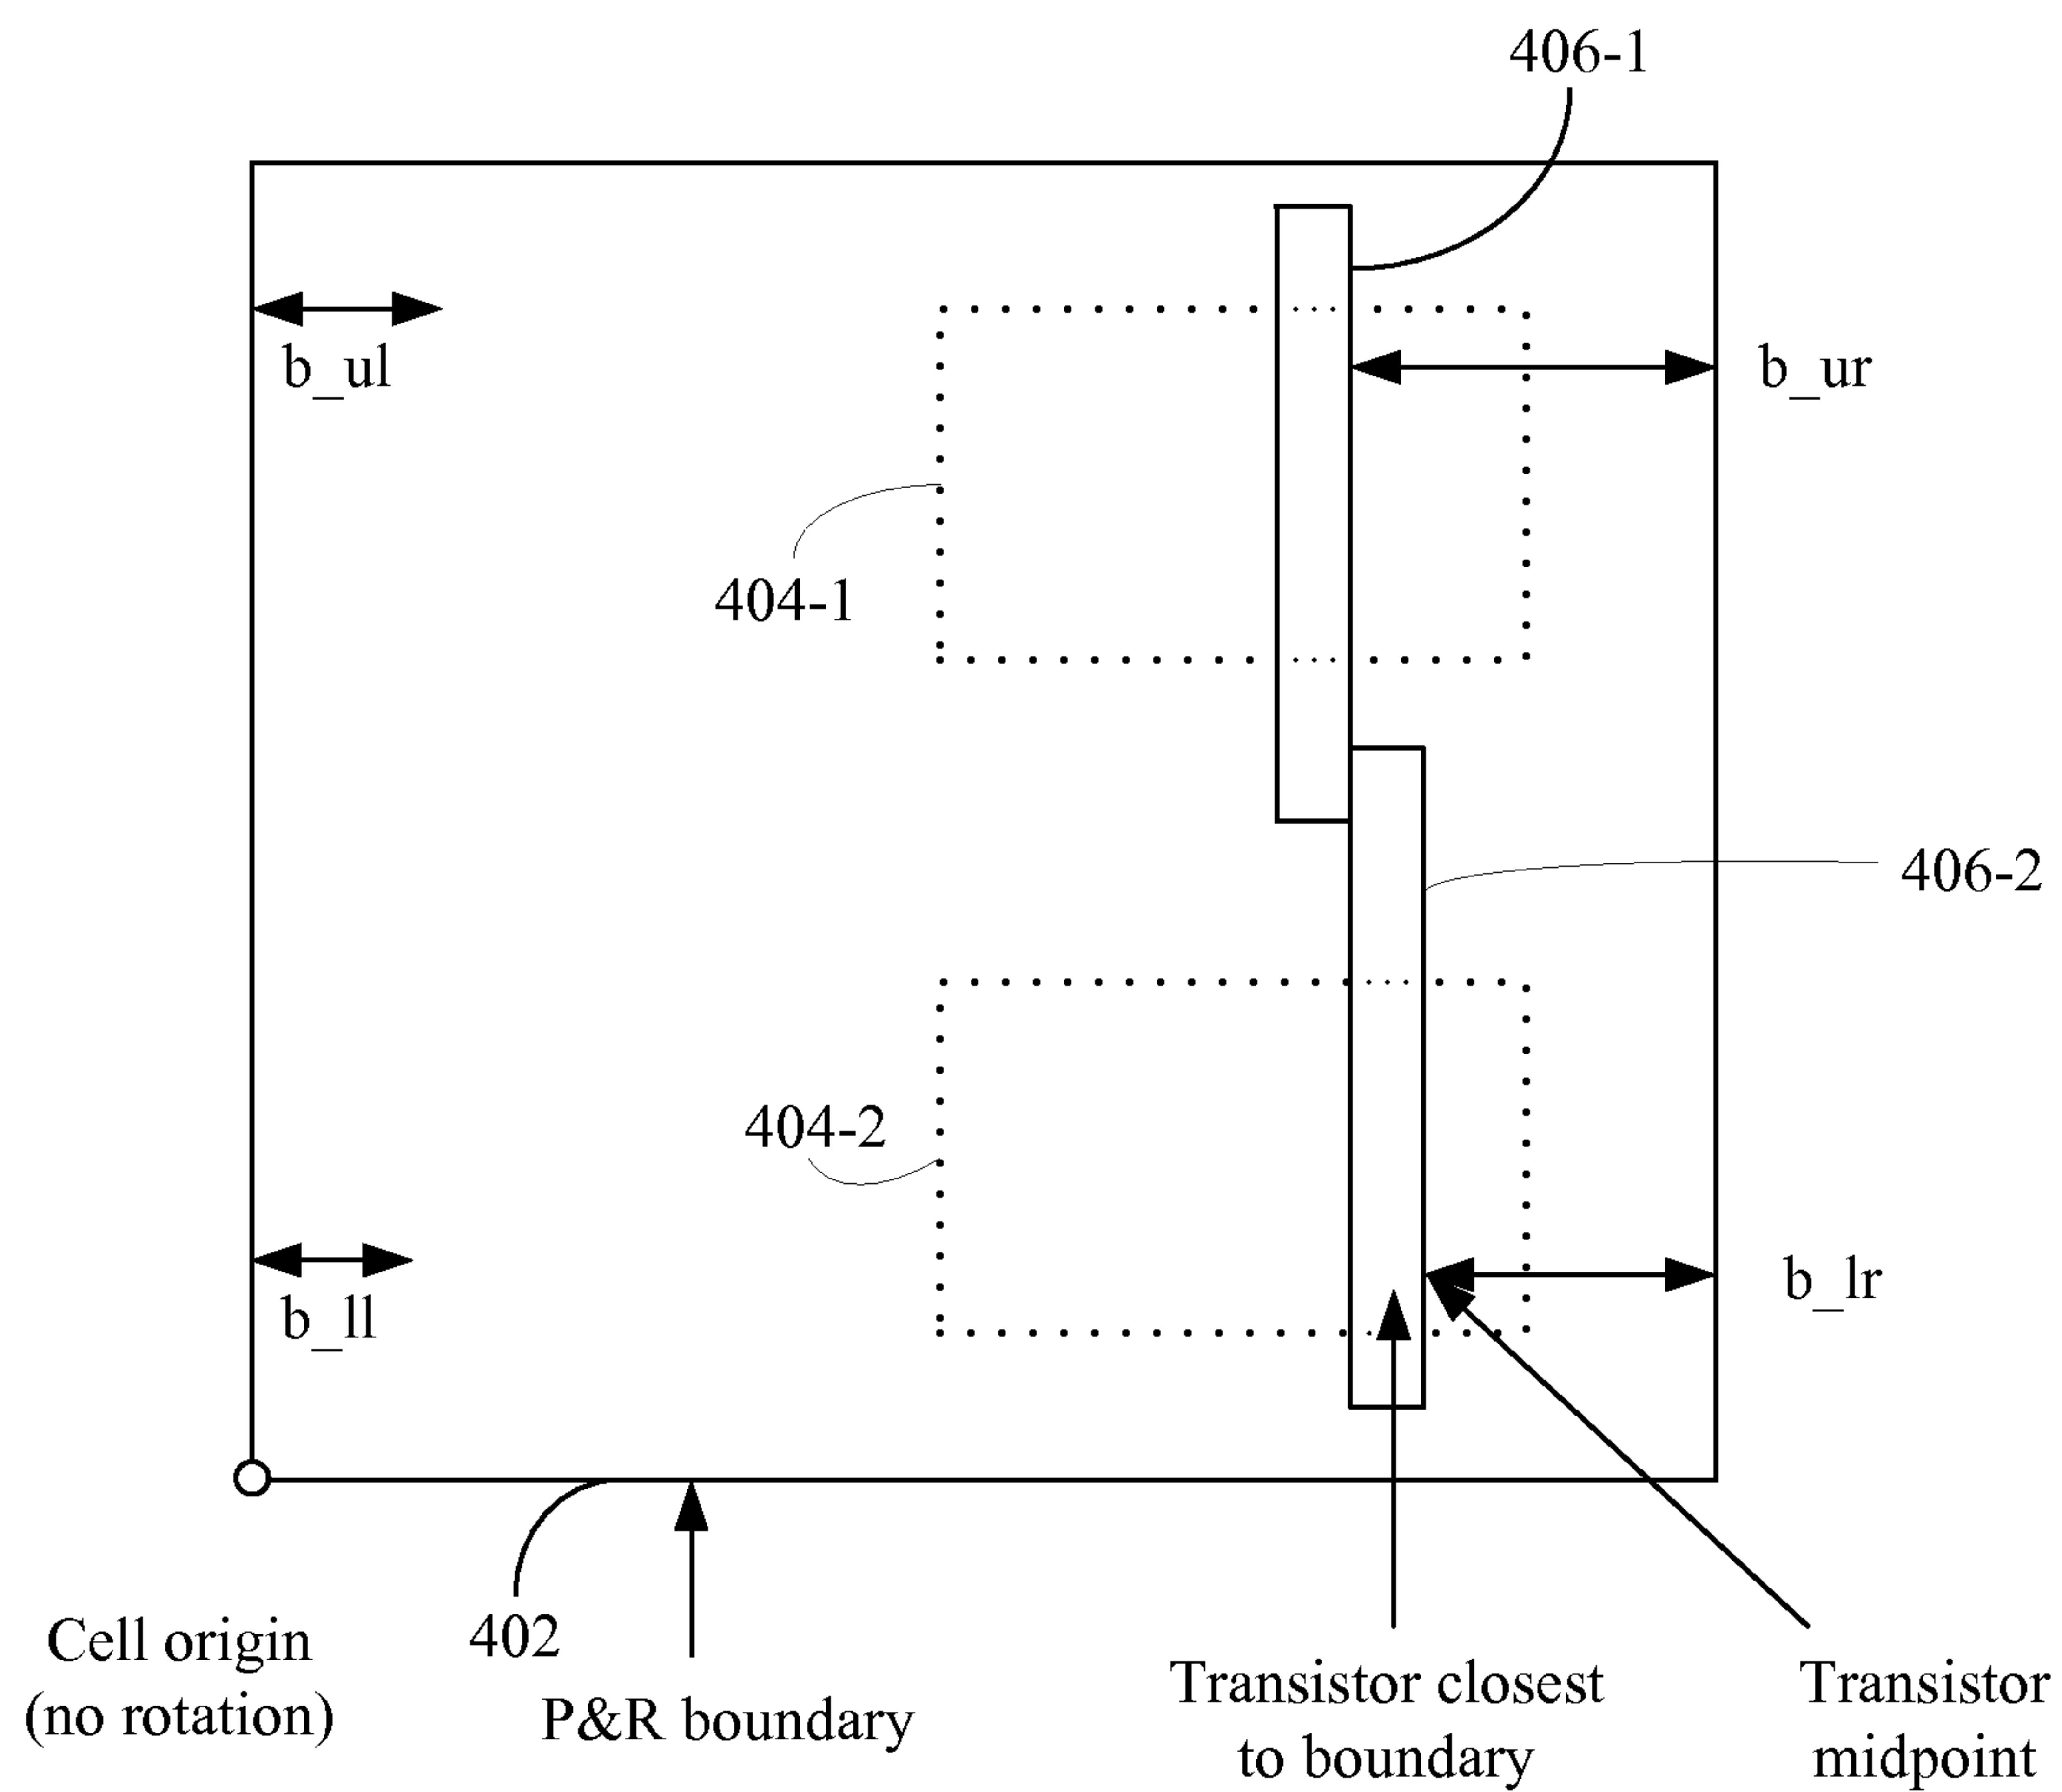 406-1
b_ul
b_ur
404-1
406-2
404-2
b_ll
b_lr
402
Cell origin
(no rotation)
P&R boundary
Transistor closest
to boundary
Transistor
midpoint